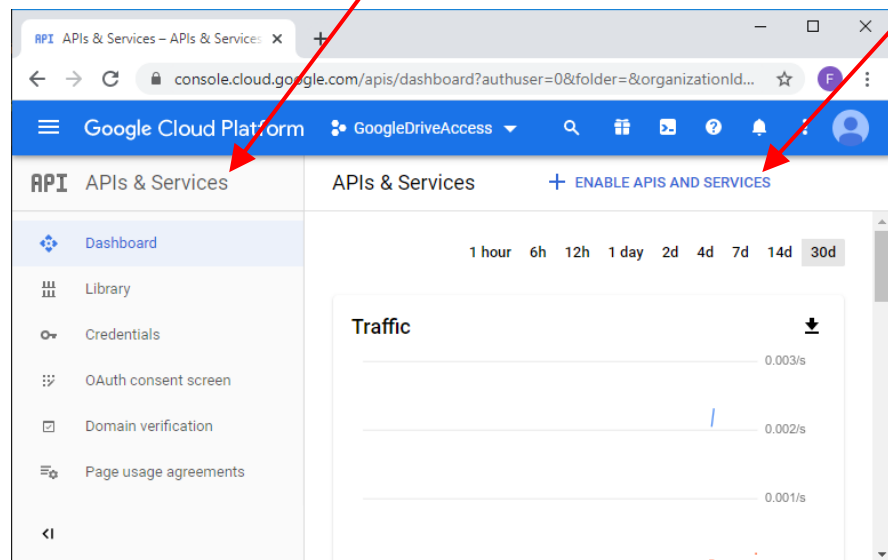 API APIs & Services – APIs & Services
console.cloud.google.com/apis/dashboard?authuser=0&folder=&organizationId... F
Google Cloud Platform GoogleDriveAccess
API APIs & Services APIs & Services + ENABLE APIS AND SERVICES
Dashboard
1 hour 6h 12h 1 day 2d 4d 7d 14d 30d
Library
Credentials
Traffic
0.003/s
OAuth consent screen
Domain verification
0.002/s
Page usage agreements
0.001/s